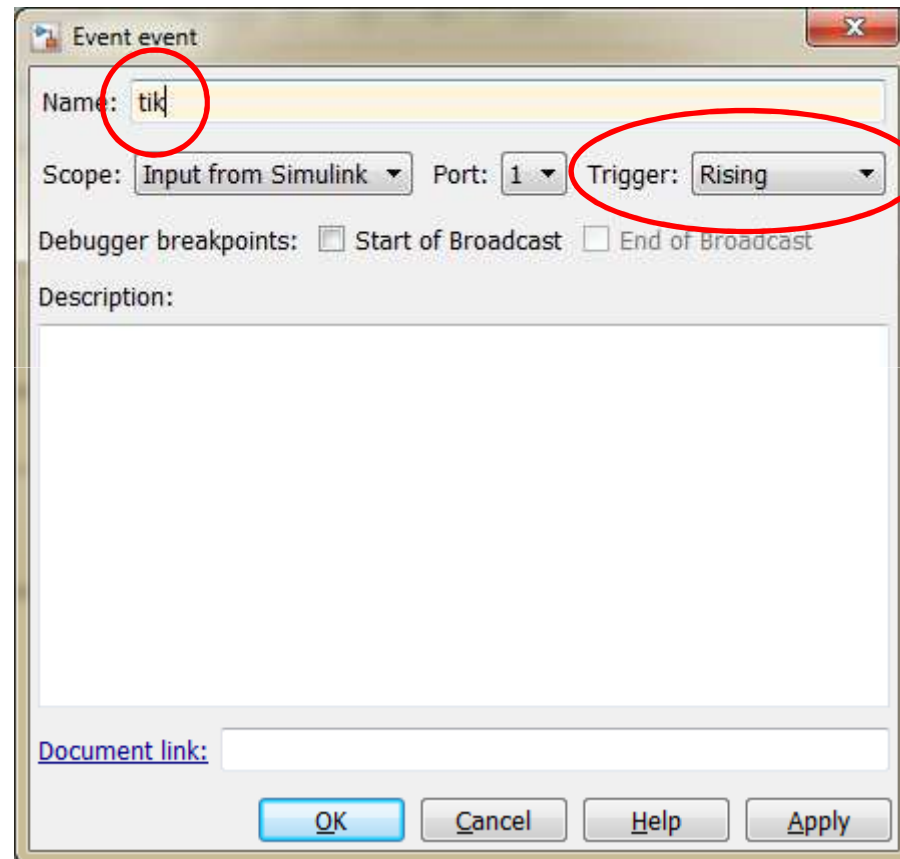 Event event
Name: tik
Scope: Input from Simulink Port: 1 Trigger: Rising
Debugger breakpoints: Start of Broadcast End of Broadcast
Description:
Document link:
OK Cancel Help Apply